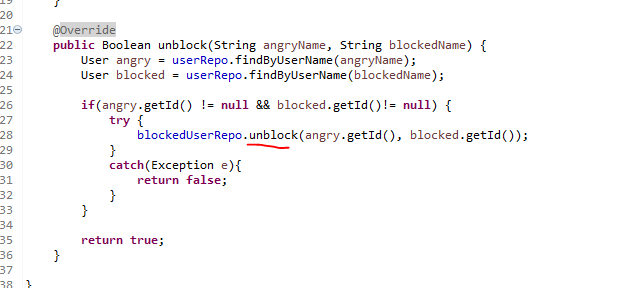 19 }
20
21 @Override
22 public Boolean unblock(String angryName, String blockedName) {
23 User angry = userRepo.findByUserName(angryName);
24 User blocked = userRepo.findByUserName(blockedName);
25
26 if(angry.getId() != null && blocked.getId()!= null) {
27 try {
28 blockedUserRepo.unblock(angry.getId(), blocked.getId());
29 }
30 catch(Exception e){
31 return false;
32 }
33 }
34
35 return true;
36 }
37
38 }